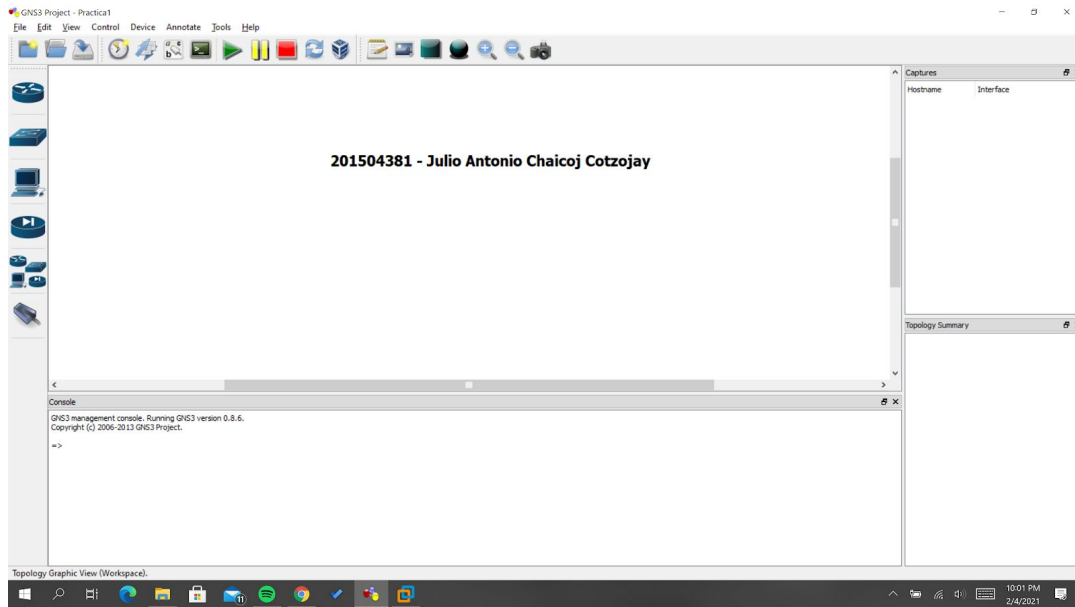 GNS3 Project - Practica1
File Edit View Control Device Annotate Tools Help
Captures
Hostname Interface
201504381 - Julio Antonio Chaicoj Cotzojay
Topology Summary
Console
GNS3 management console. Running GNS3 version 0.8.6.
Copyright (c) 2006-2013 GNS3 Project.
=>
Topology Graphic View (Workspace).
11
10:01 PM
2/4/2021